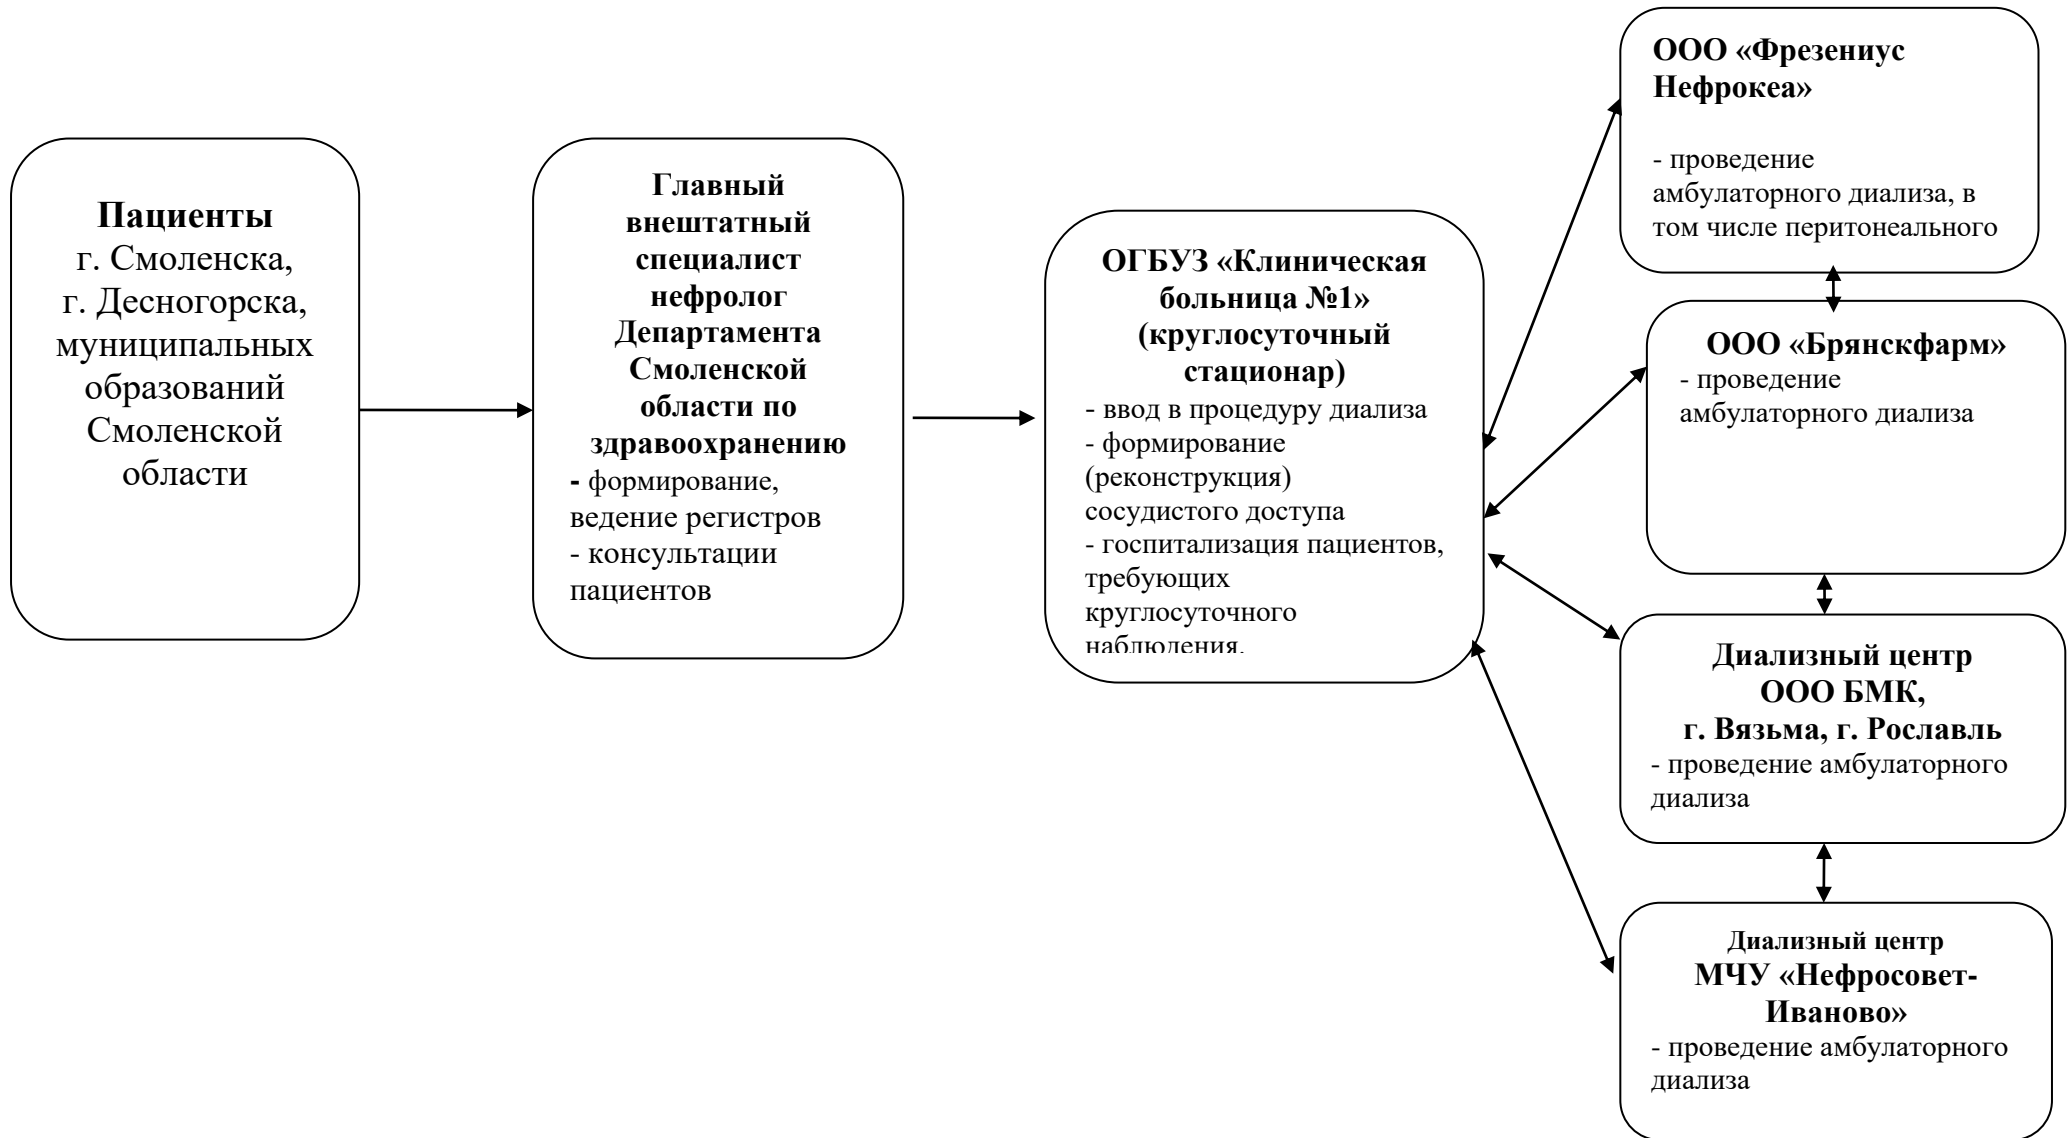 Пациенты
г. Смоленска,
г. Десногорска,
муниципальных
образований
Смоленской
области
Главный
внештатный
специалист
нефролог
Департамента
Смоленской
области по
здравоохранению
- формирование,
ведение регистров
- консультации
пациентов
ОГБУЗ «Клиническая
больница №1»
(круглосуточный
стационар)
- ввод в процедуру диализа
- формирование
(реконструкция)
сосудистого доступа
- госпитализация пациентов,
требующих
круглосуточного
наблюдения.
ООО «Фрезениус
Нефрокеа»
- проведение
амбулаторного диализа, в
том числе перитонеального
ООО «Брянскфарм»
- проведение
амбулаторного диализа
Диализный центр
ООО БМК,
г. Вязьма, г. Рославль
- проведение амбулаторного
диализа
Диализный центр
МЧУ «Нефросовет-
Иваново»
- проведение амбулаторного
диализа